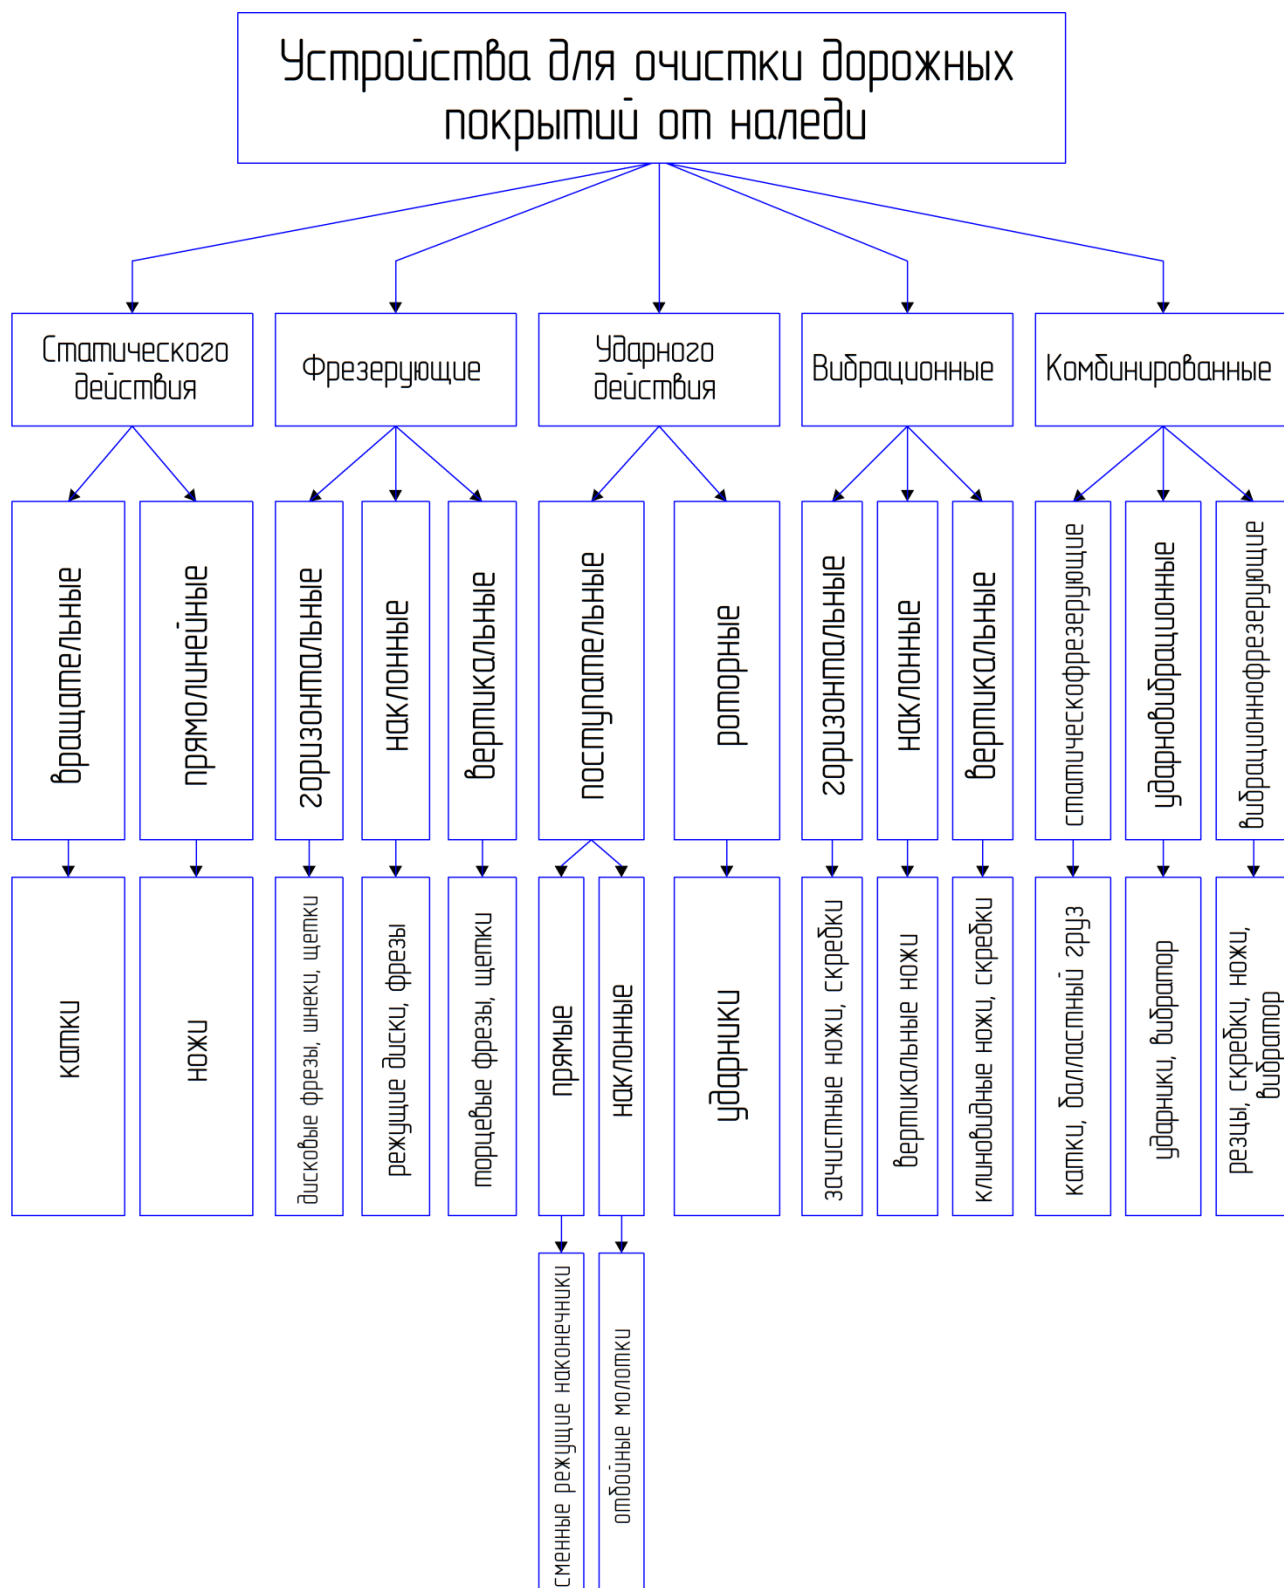 Устройства для очистки дорожных
покрытий от наледи
Статического
действия
Фрезерующие
Ударного
действия
Вибрационные
Комбинированные
вращательные
прямолинейные
горизонтальные
наклонные
вертикальные
поступательные
роторные
горизонтальные
наклонные
вертикальные
статическофрезерующие
ударновибрационные
вибрационнофрезерующие
катки
ножи
дисковые фрезы, шнеки, щетки
режущие диски, фрезы
торцевые фрезы, щетки
прямые
наклонные
ударники
зачистные ножи, скребки
вертикальные ножи
клиновидные ножи, скребки
катки, балластный груз
ударники, вибратор
резцы, скребки, ножи,
вибратор
сменные режущие наконечники
отбойные молотки